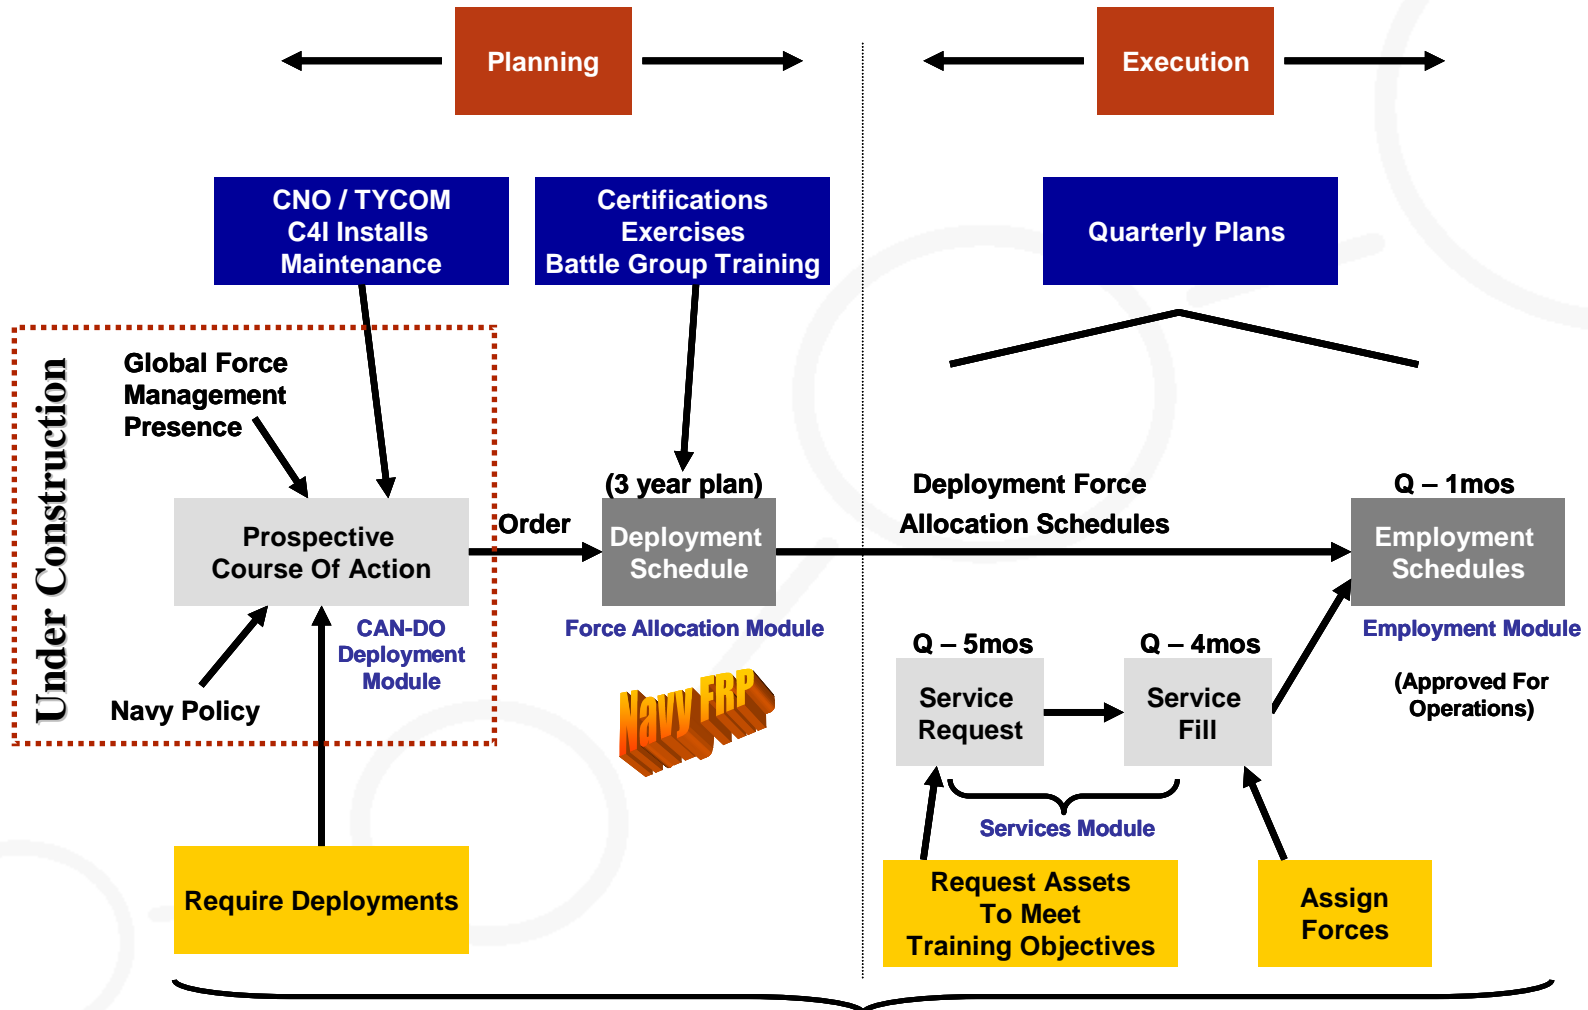 Planning
Execution
CNO / TYCOM
C4I Installs
Maintenance
Certifications
Exercises
Battle Group Training
Quarterly Plans
Under Construction
Global Force
Management
Presence
Prospective
Course Of Action
Order
(3 year plan)
Deployment
Schedule
Deployment Force
Allocation Schedules
Q – 1mos
Employment
Schedules
CAN-DO
Deployment
Module
Navy Policy
Force Allocation Module
Navy FRP
Employment Module
(Approved For
Operations)
Q – 5mos
Service
Request
Q – 4mos
Service
Fill
Services Module
Require Deployments
Request Assets
To Meet
Training Objectives
Assign
Forces